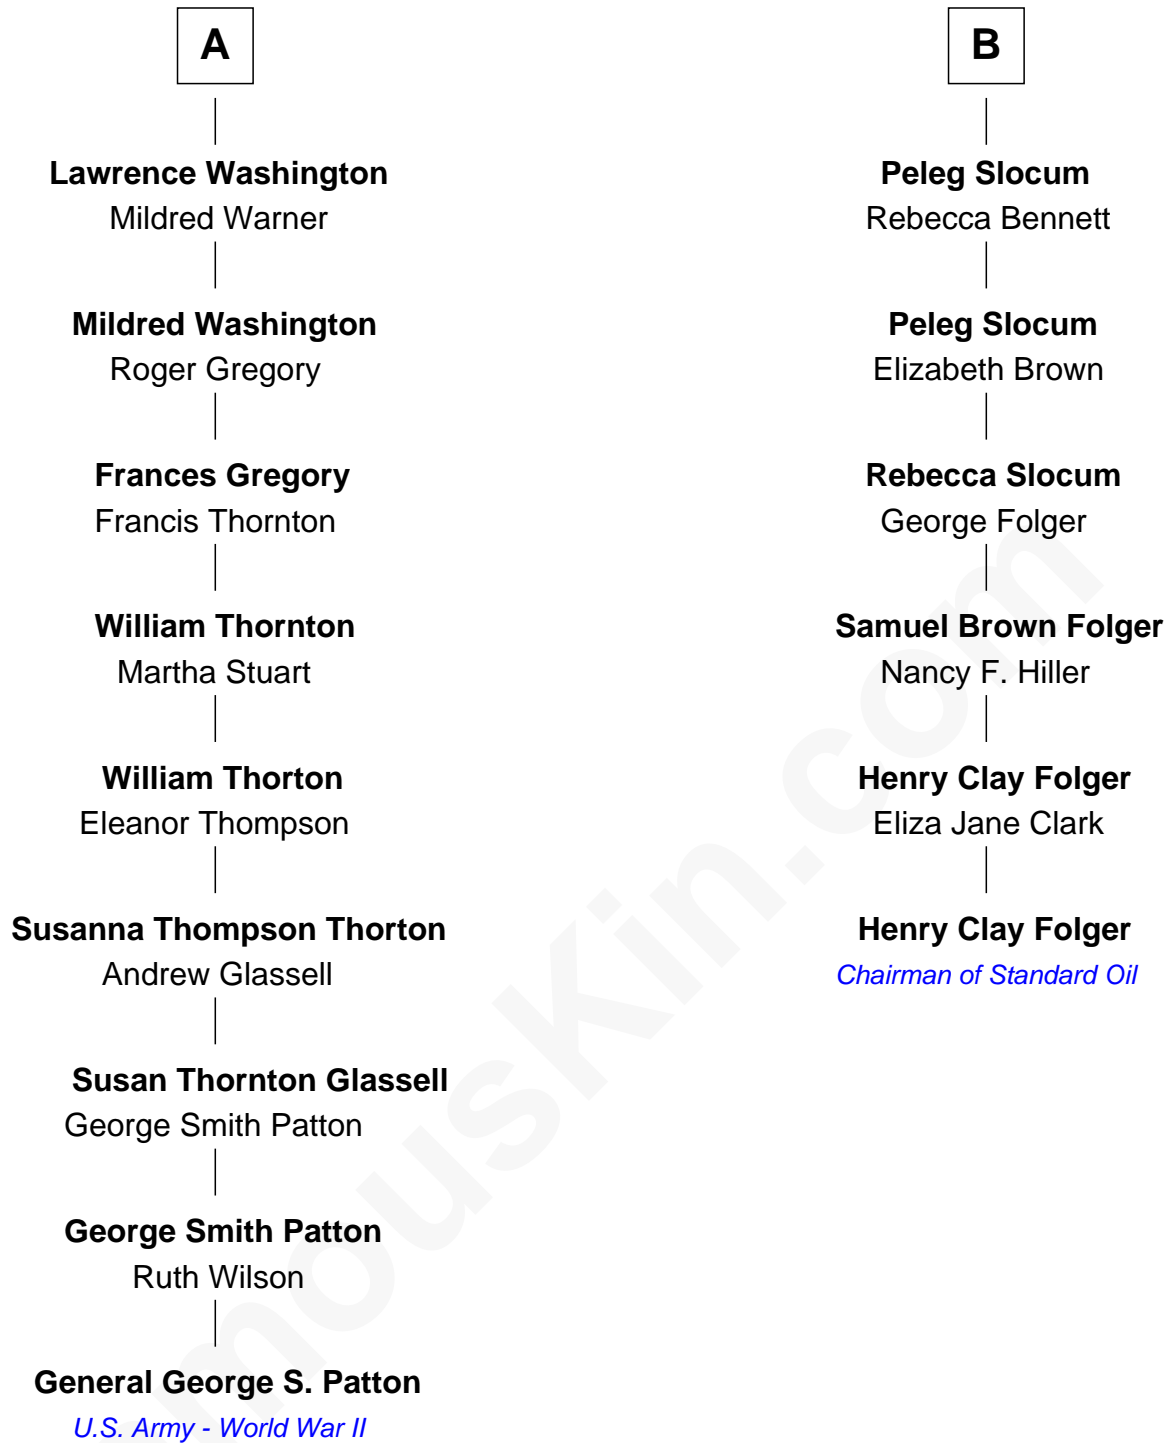 A
Lawrence Washington
Mildred Warner
Mildred Washington
Roger Gregory
Frances Gregory
Francis Thornton
William Thornton
Martha Stuart
William Thorton
Eleanor Thompson
Susanna Thompson Thorton
Andrew Glassell
Susan Thornton Glassell
George Smith Patton
George Smith Patton
Ruth Wilson
General George S. Patton
U.S. Army - World War II
B
Peleg Slocum
Rebecca Bennett
Peleg Slocum
Elizabeth Brown
Rebecca Slocum
George Folger
Samuel Brown Folger
Nancy F. Hiller
Henry Clay Folger
Eliza Jane Clark
Henry Clay Folger
Chairman of Standard Oil
mousKin.com